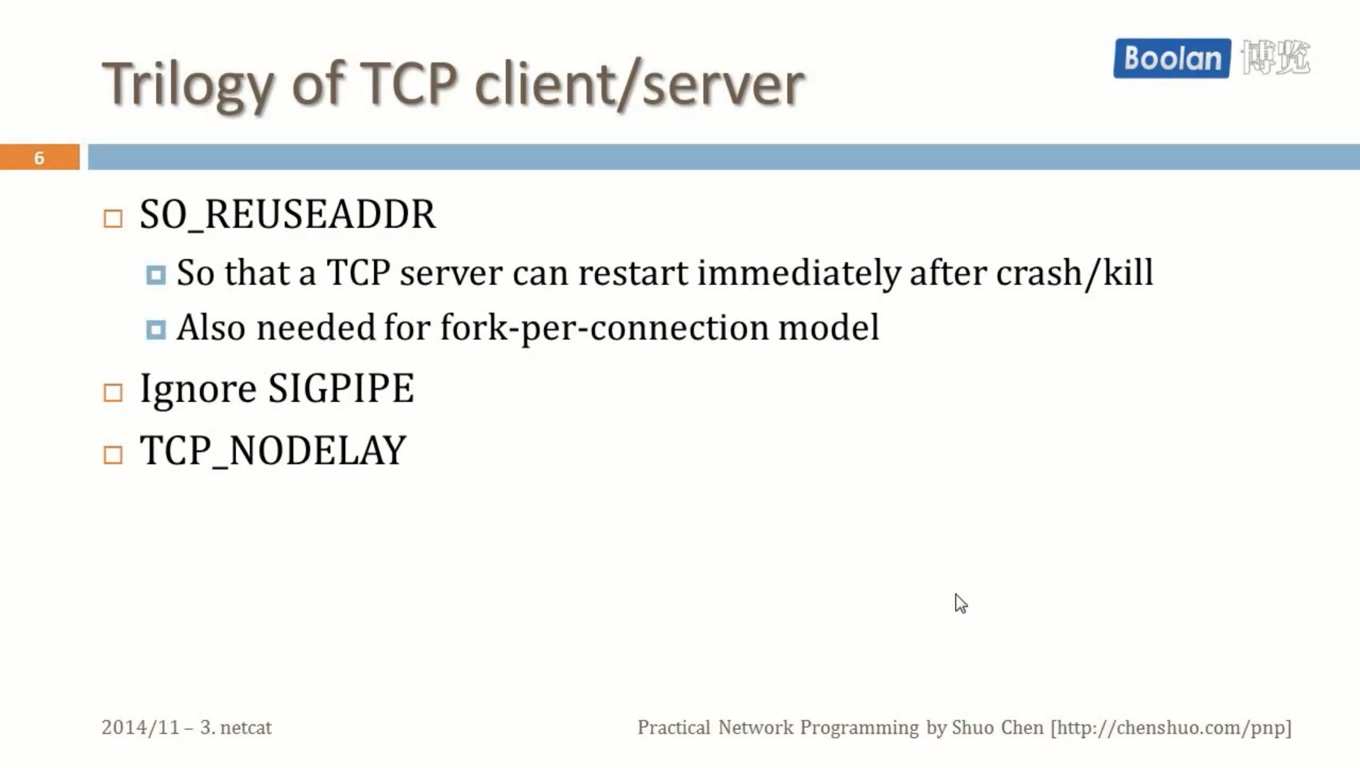 Trilogy of TCP client/server
Boolan 博览
6
SO_REUSEADDR
So that a TCP server can restart immediately after crash/kill
Also needed for fork-per-connection model
Ignore SIGPIPE
TCP_NODELAY
2014/11 – 3. netcat
Practical Network Programming by Shuo Chen [http://chenshuo.com/pnp]